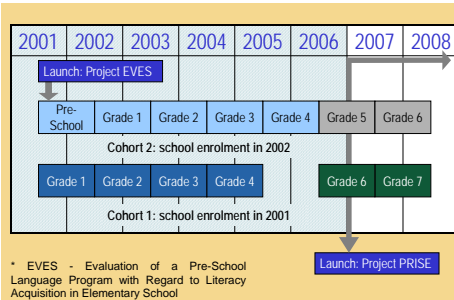 2001 2002 2003 2004 2005 2006 2007 2008
Launch: Project EVES
Pre-
School Grade 1 Grade 2 Grade 3 Grade 4 Grade 5 Grade 6
Cohort 2: school enrolment in 2002
Grade 1 Grade 2 Grade 3 Grade 4 Grade 6 Grade 7
Cohort 1: school enrolment in 2001
Launch: Project PRISE
* EVES - Evaluation of a Pre-School
Language Program with Regard to Literacy
Acquisition in Elementary School